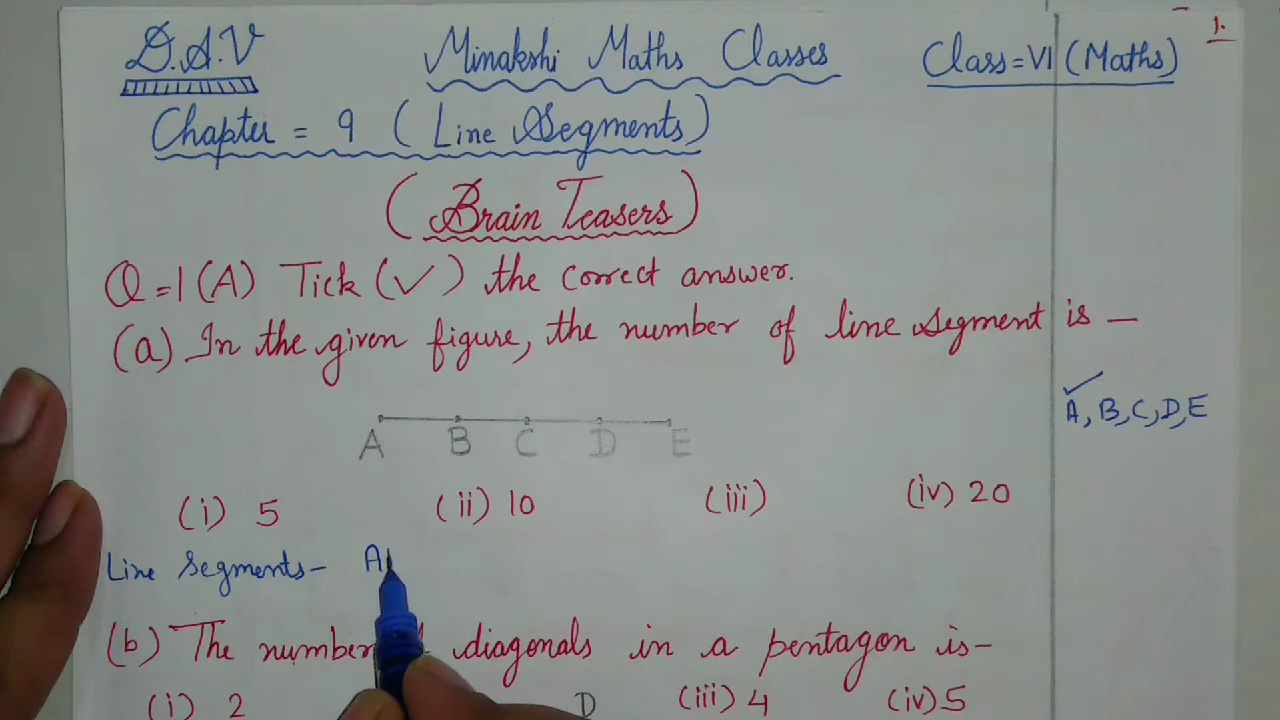 D.A.V Minakshi Maths Classes Class=VI (Maths) 1.
Chapter = 9 (Line Segments)
(Brain Teasers)
Q=1 (A) Tick (✓) the correct answer.
(a) In the given figure, the number of line segment is —
✓
A, B, C, D, E
A B C D E
(i) 5 (ii) 10 (iii) (iv) 20
Line Segments-
(b) The number diagonals in a pentagon is-
(i) 2 D (iii) 4 (iv) 5